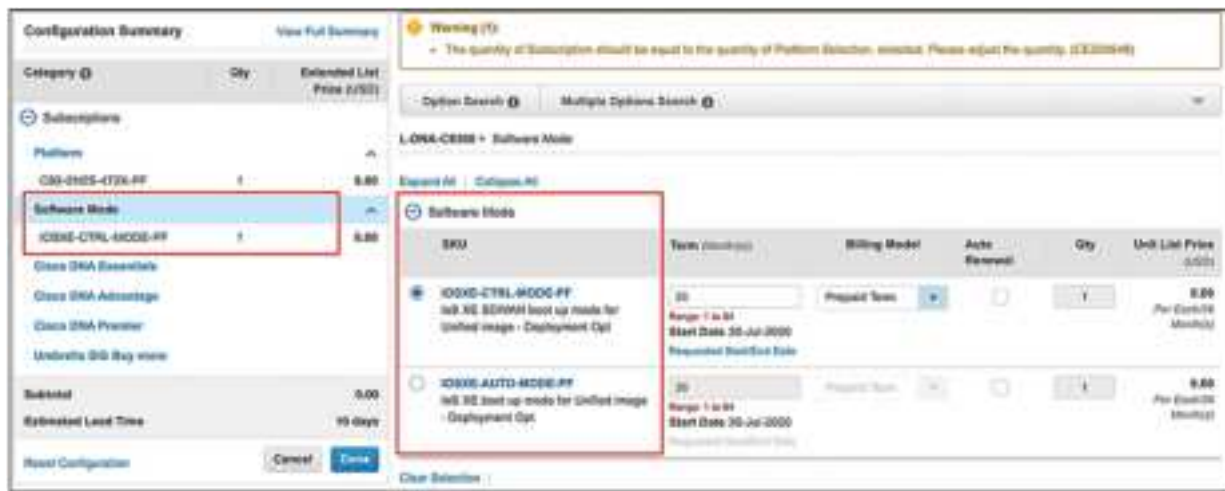 Configuration Summary
View Full Summary
Category
Qty
Extended List
Price (USD)
Subscriptions
Platform
1
0.00
Software Mode
IOSXE-CTRL-MODE-PF
1
0.00
Cisco DNA Essentials
Cisco DNA Advantage
Cisco DNA Premier
Umbrella SIG Buy more
Subtotal
0.00
Estimated Lead Time
10 days
Reset Configuration
Cancel
Done
Warning (1):
The quantity of Subscription should be equal to the quantity of Platform Selection, selected. Please adjust the quantity.
Option Search
Multiple Options Search
Software Mode
Expand All | Collapse All
Software Mode
SKU
Term (Month(s))
Billing Model
Auto
Renewal
Qty
Unit List Price
(USD)
IOSXE-CTRL-MODE-PF
IoS XE SDWAN boot up mode for
Unified image - Deployment Opt
Prepaid Term
1
0.00
Range: 1 to
Start Date 30-Jul-2020
Requested Start/End Date
IOSXE-AUTO-MODE-PF
IoS XE boot up mode for Unified image
- Deployment Opt
Prepaid Term
1
0.00
Range: 1 to
Start Date 30-Jul-2020
Requested Start/End Date
Clear Selection